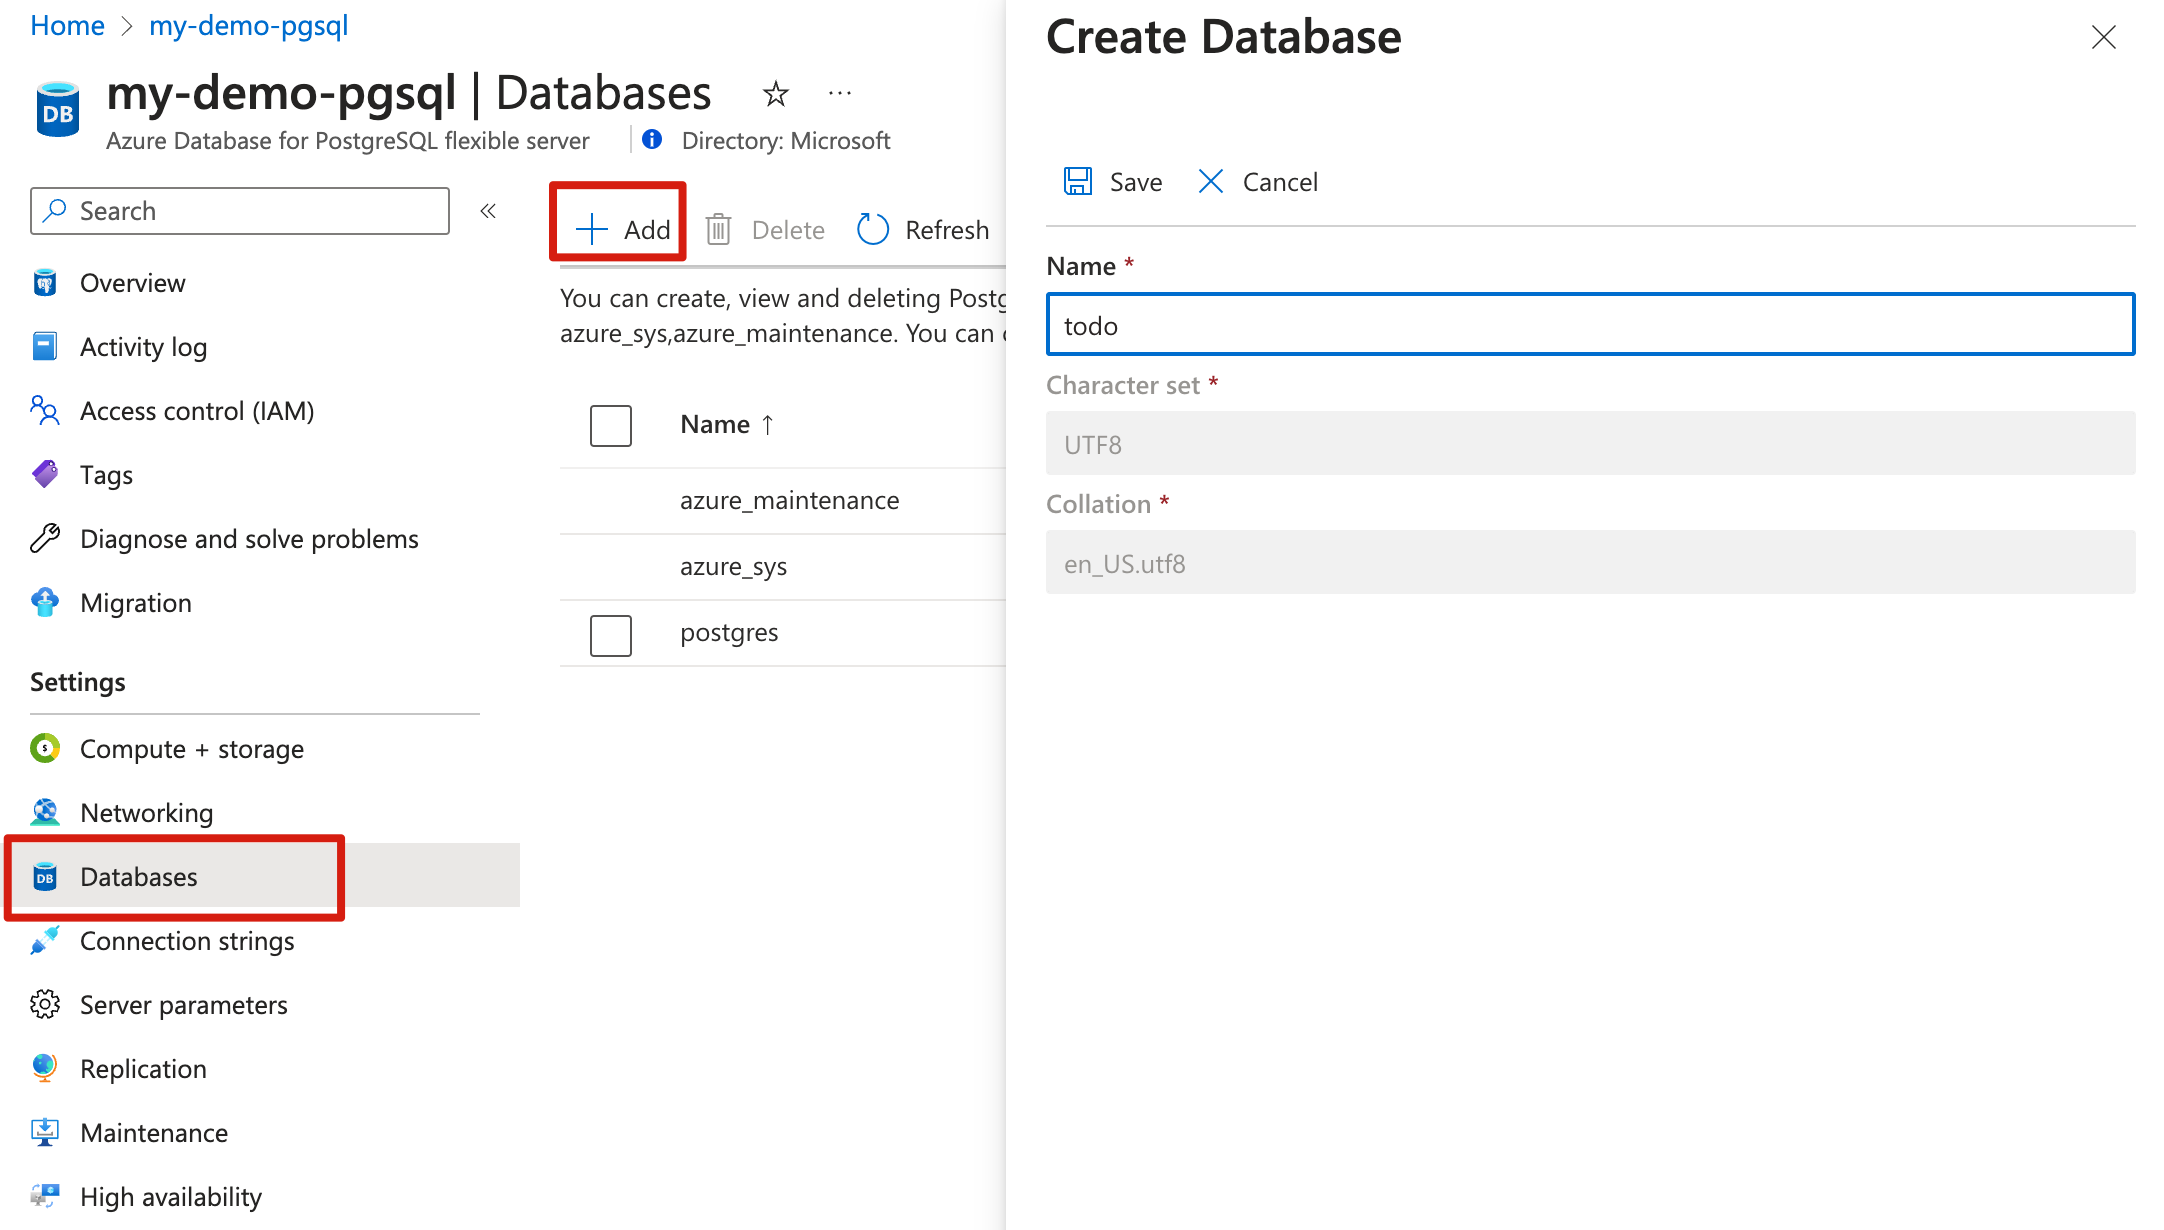 Home > my-demo-pgsql
DB
my-demo-pgsql | Databases ☆ ···
Azure Database for PostgreSQL flexible server | Directory: Microsoft
Search «
Overview
Activity log
Access control (IAM)
Tags
Diagnose and solve problems
Migration
Settings
Compute + storage
Networking
DB Databases
Connection strings
Server parameters
Replication
Maintenance
High availability
+ Add Delete Refresh
You can create, view and deleting Postg
azure_sys,azure_maintenance. You can
Name ↑
azure_maintenance
azure_sys
postgres
Create Database
Save Cancel
Name *
todo
Character set *
UTF8
Collation *
en_US.utf8